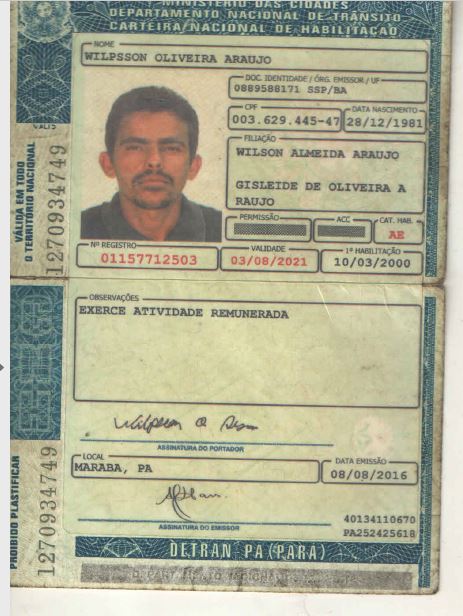 MINISTÉRIO DAS CIDADES
DEPARTAMENTO NACIONAL DE TRÂNSITO
CARTEIRA NACIONAL DE HABILITAÇÃO
NOME
WILPSSON OLIVEIRA ARAUJO
DOC. IDENTIDADE / ÓRG. EMISSOR / UF
0889588171 SSP/BA
CPF
003.629.445-47
DATA NASCIMENTO
28/12/1981
FILIAÇÃO
WILSON ALMEIDA ARAUJO
GISLEIDE DE OLIVEIRA A
RAUJO
PERMISSÃO
ACC
CAT. HAB.
AE
Nº REGISTRO
01157712503
VALIDADE
03/08/2021
1ª HABILITAÇÃO
10/03/2000
VÁLIDA EM TODO
O TERRITÓRIO NACIONAL
1270934749
OBSERVAÇÕES
EXERCE ATIVIDADE REMUNERADA
ASSINATURA DO PORTADOR
LOCAL
MARABA, PA
DATA EMISSÃO
08/08/2016
ASSINATURA DO EMISSOR
40134110670
PA252425618
PROIBIDO PLASTIFICAR
1270934749
DETRAN PA (PARÁ)